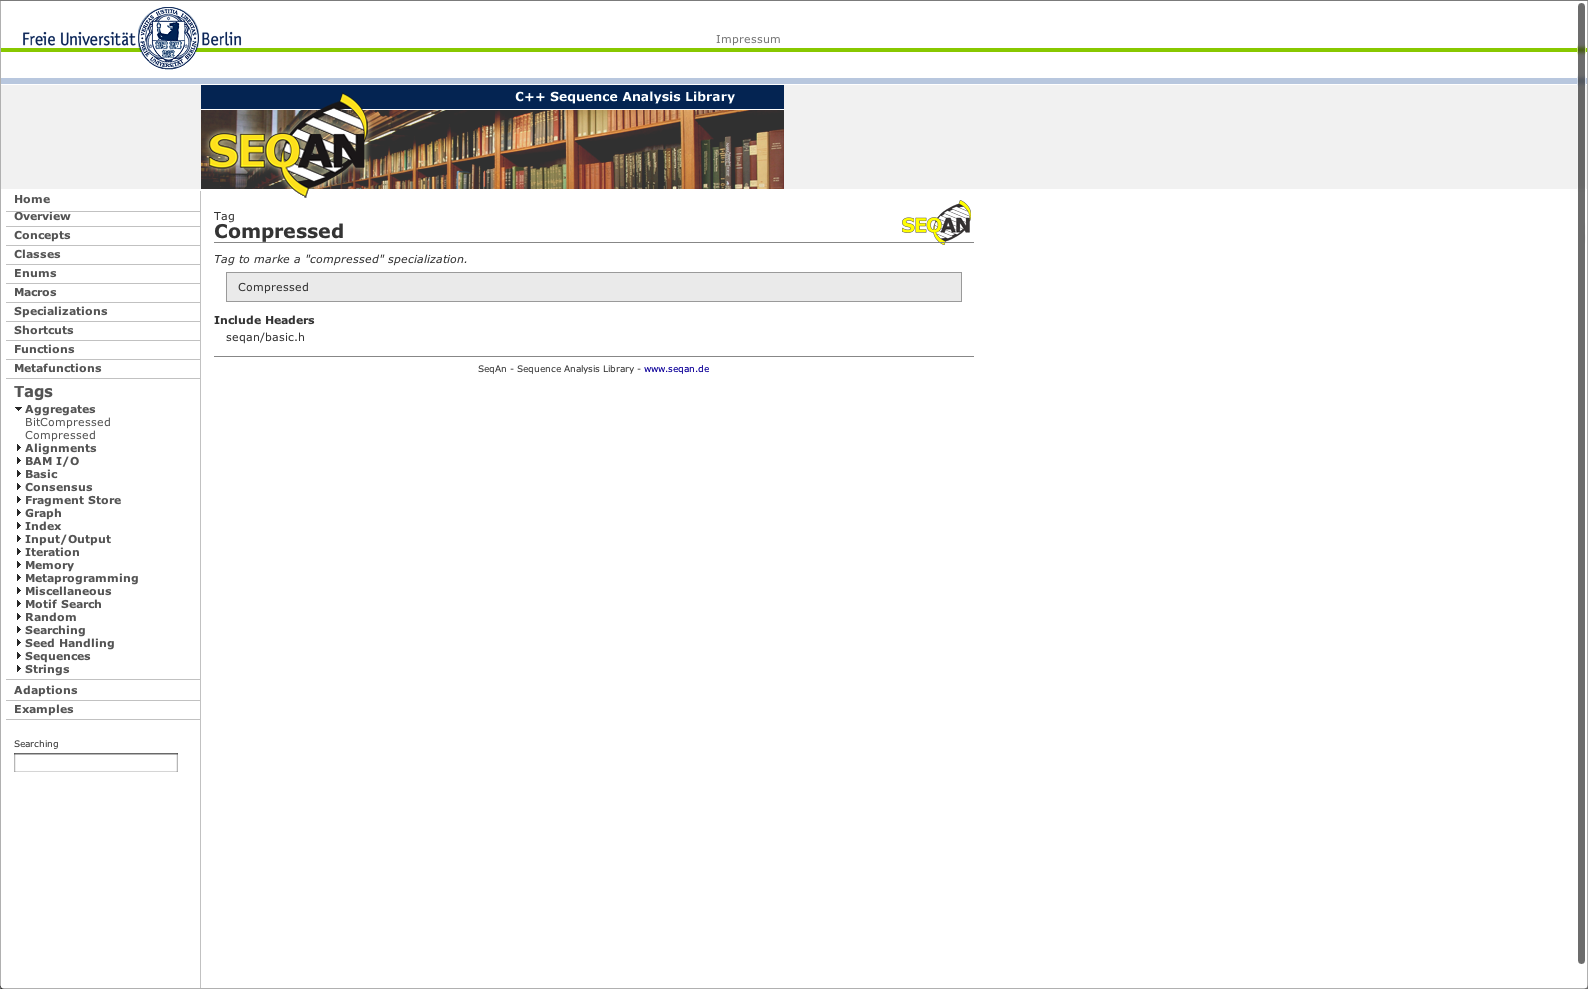 Freie Universität Berlin
Impressum
C++ Sequence Analysis Library
SEQAN
Home
Overview
Concepts
Classes
Enums
Macros
Specializations
Shortcuts
Functions
Metafunctions
Tags
Aggregates
BitCompressed
Compressed
Alignments
BAM I/O
Basic
Consensus
Fragment Store
Graph
Index
Input/Output
Iteration
Memory
Metaprogramming
Miscellaneous
Motif Search
Random
Searching
Seed Handling
Sequences
Strings
Adaptions
Examples
Searching
Tag
Compressed
SEQAN
Tag to marke a "compressed" specialization.
Compressed
Include Headers
seqan/basic.h
SeqAn - Sequence Analysis Library - www.seqan.de